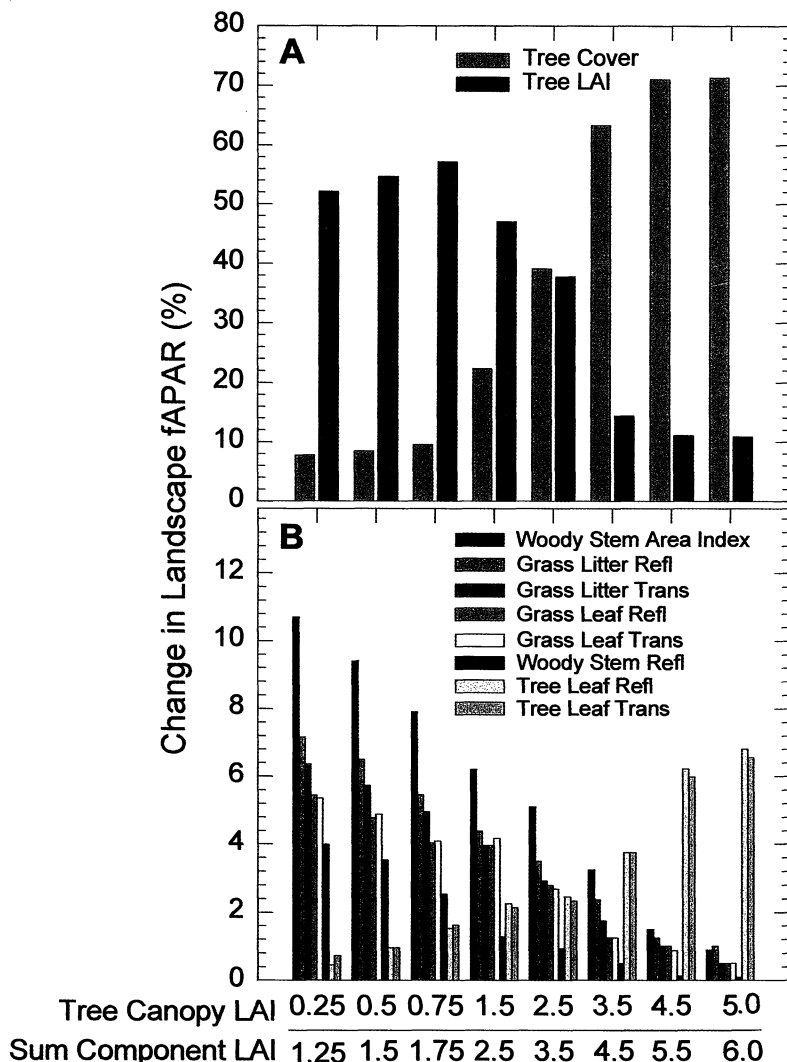 Change in Landscape fAPAR (%)
A
Tree Cover
Tree LAI
80
70
60
50
40
30
20
10
0
B
Woody Stem Area Index
Grass Litter Refl
Grass Litter Trans
Grass Leaf Refl
Grass Leaf Trans
Woody Stem Refl
Tree Leaf Refl
Tree Leaf Trans
12
10
8
6
4
2
0
Tree Canopy LAI 0.25 0.5 0.75 1.5 2.5 3.5 4.5 5.0
Sum Component LAI 1.25 1.5 1.75 2.5 3.5 4.5 5.5 6.0